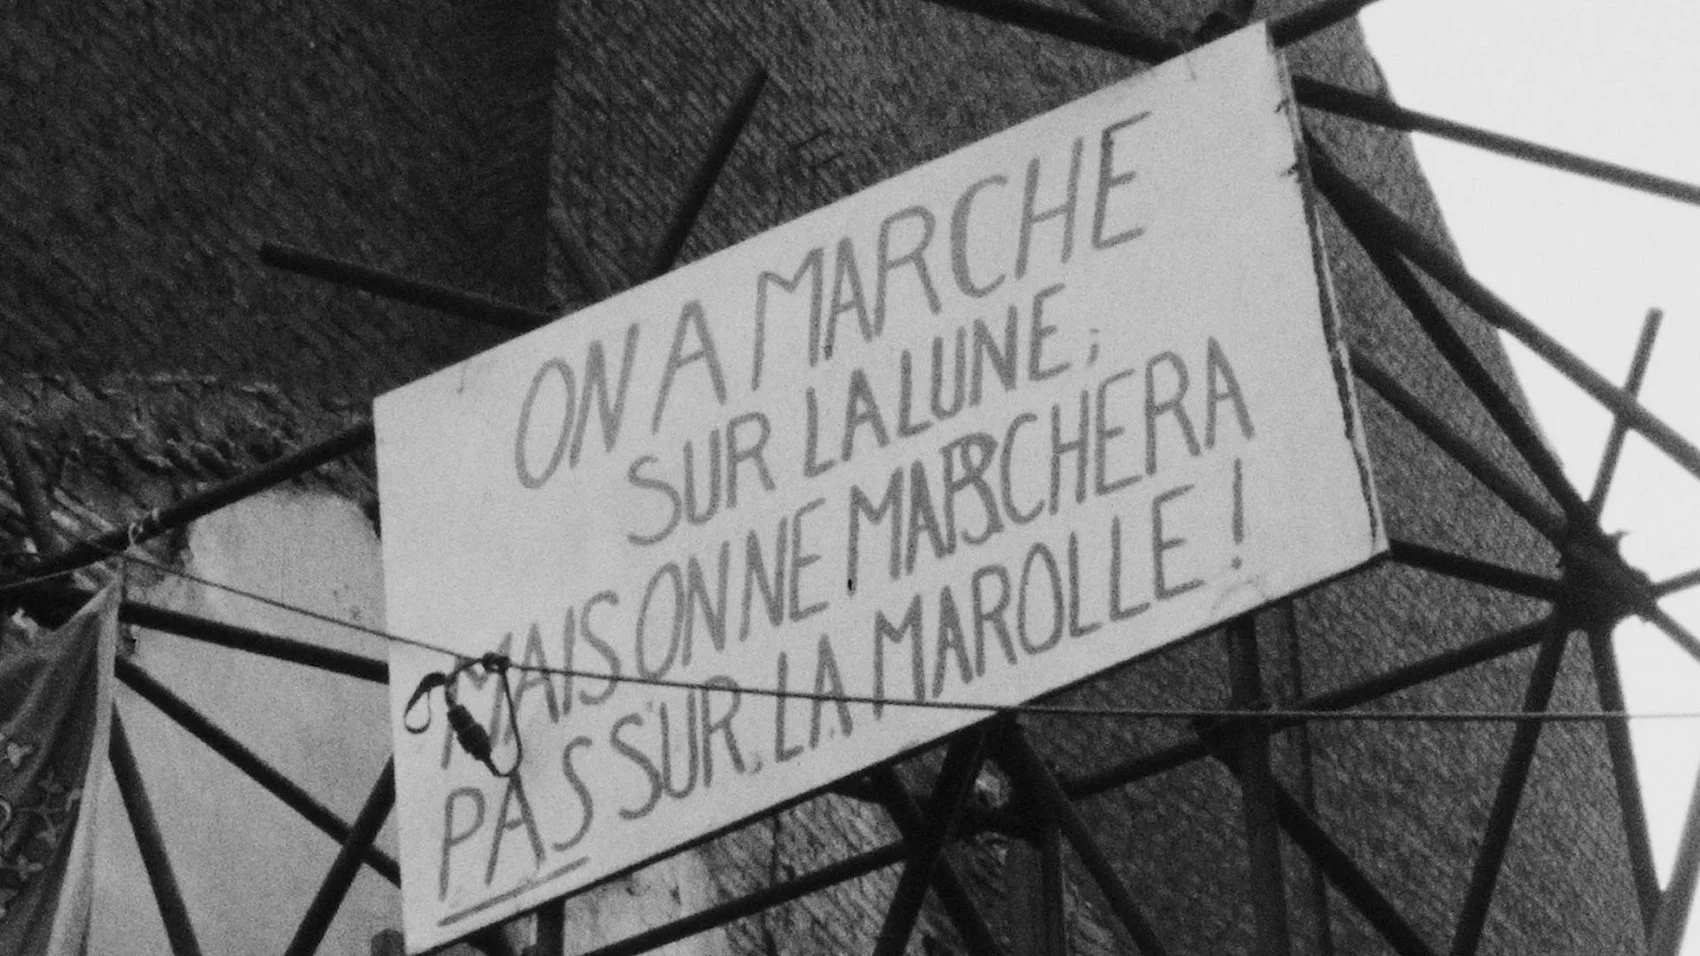 ON A MARCHE
SUR LA LUNE,
MAIS ON NE MARCHERA
PAS SUR LA MAROLLE !